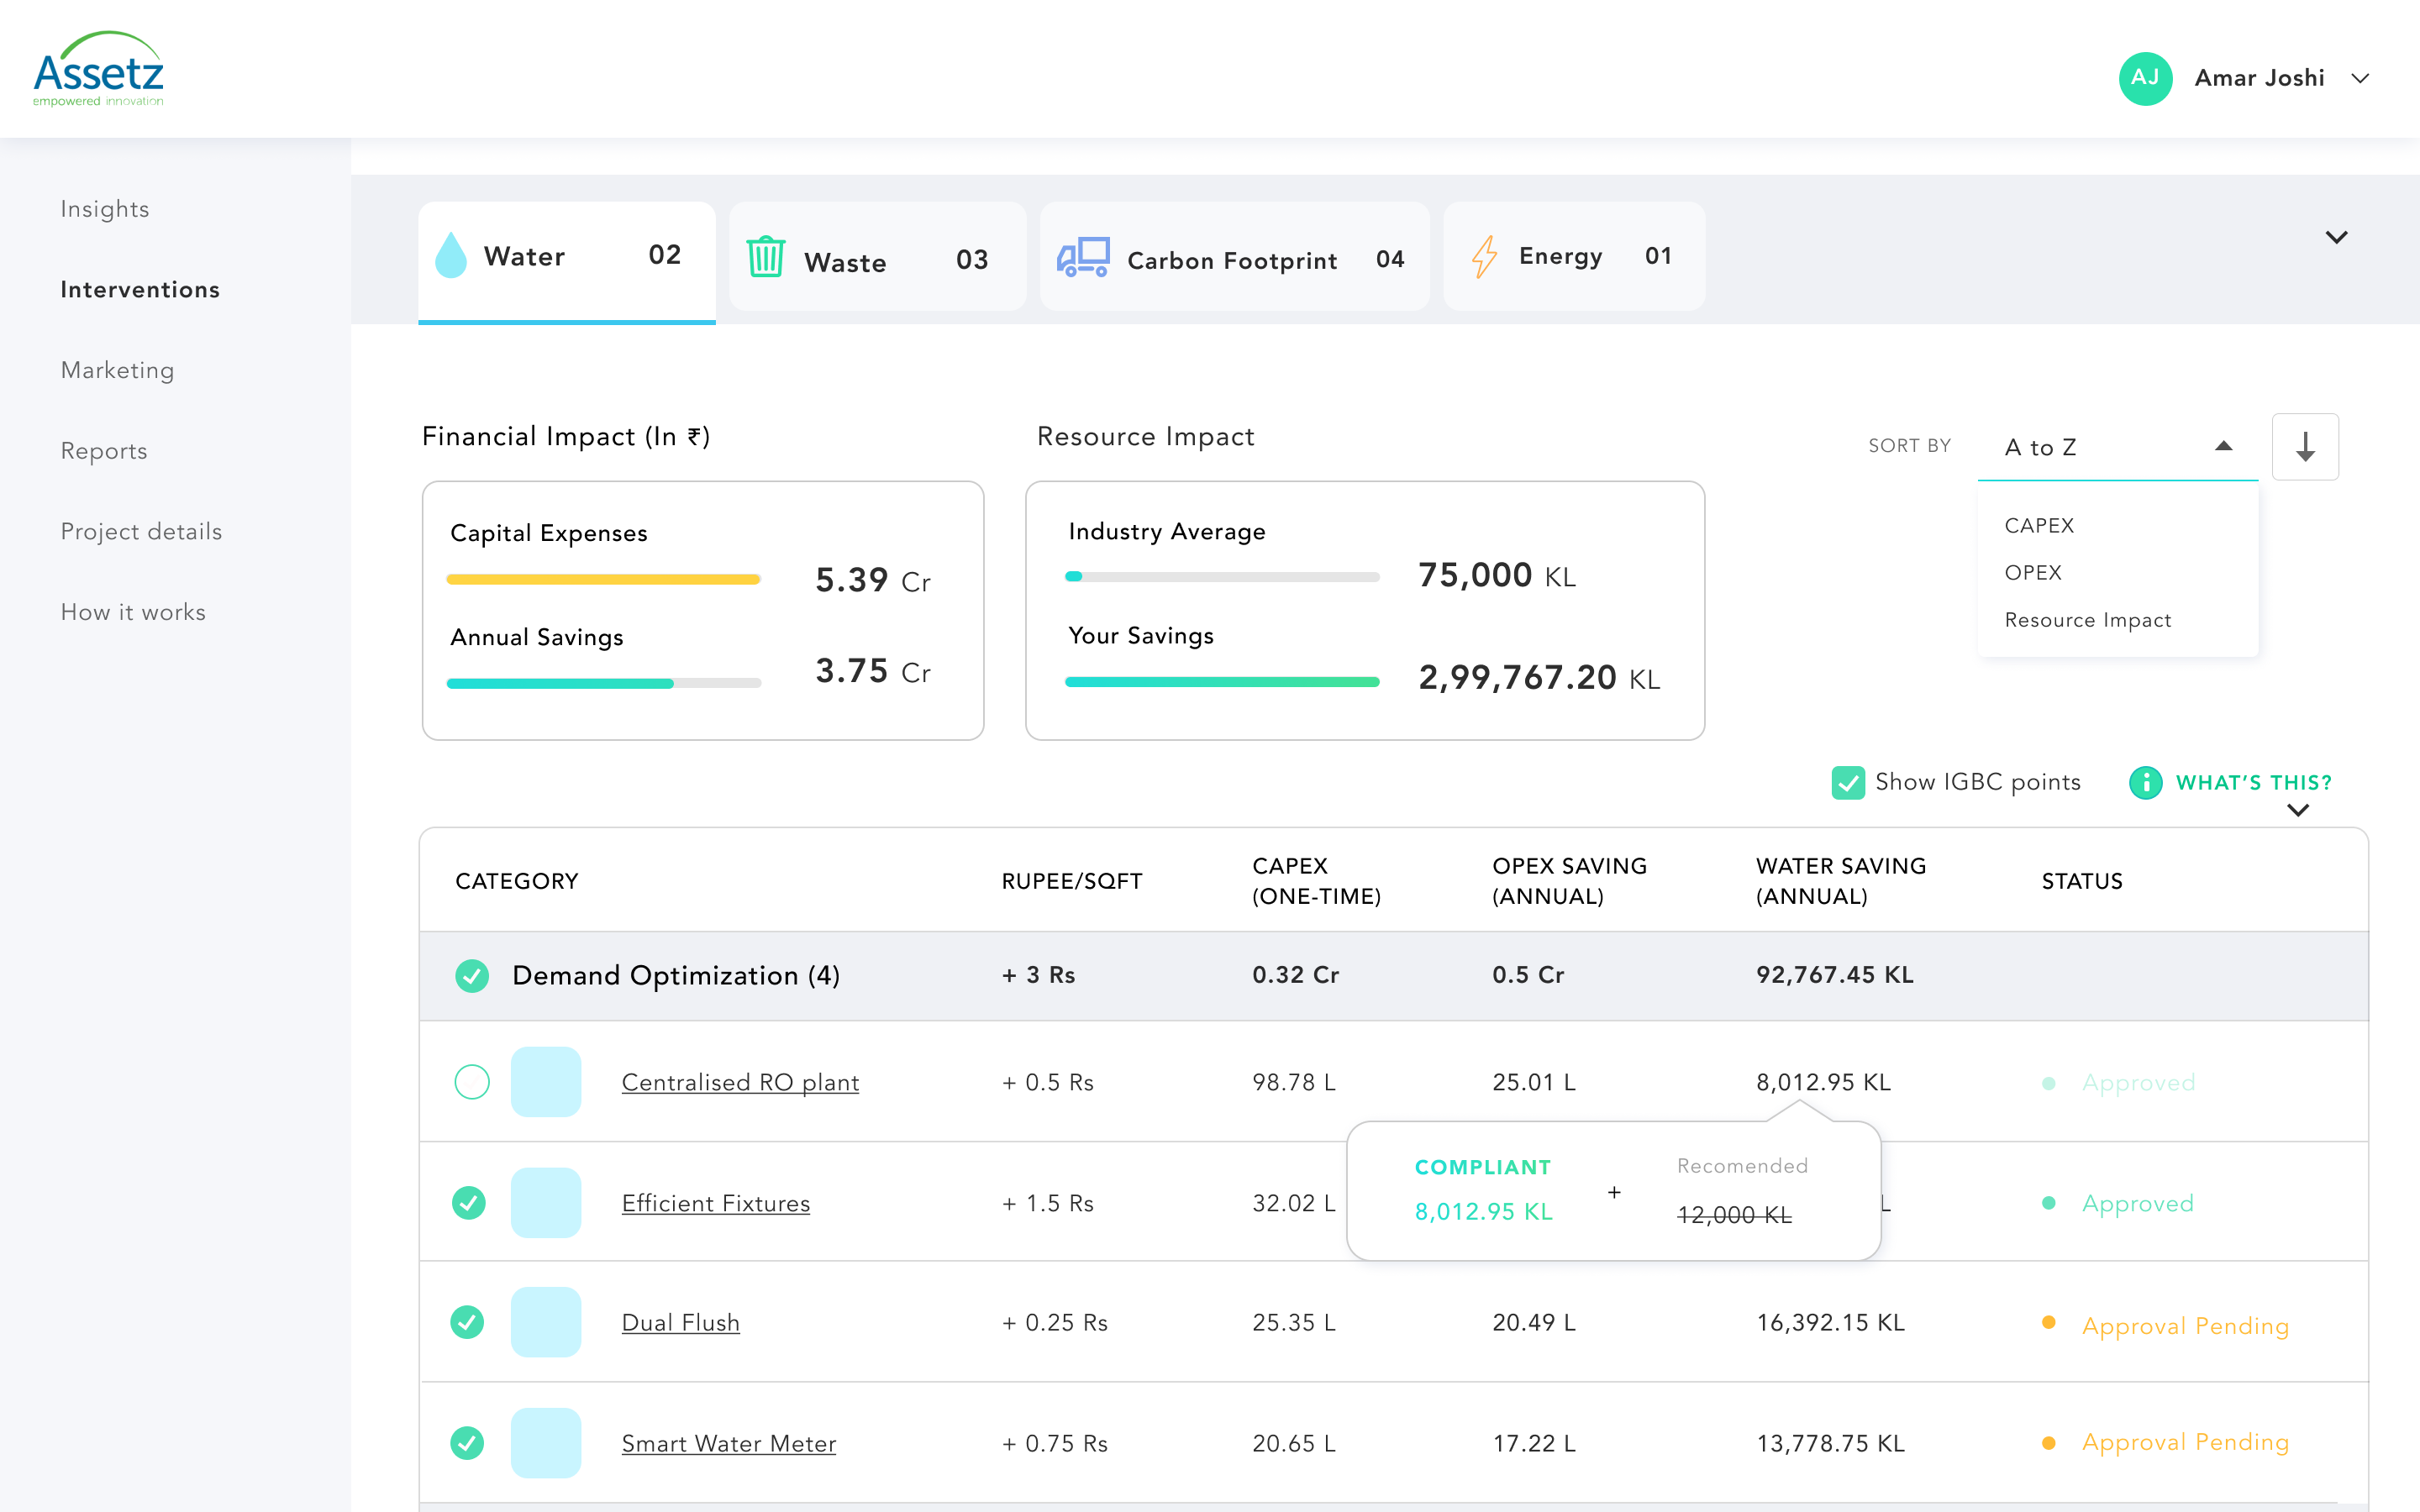 Assetz
empowered innovation
AJ Amar Joshi
Insights
Interventions
Marketing
Reports
Project details
How it works
Water 02
Waste 03
Carbon Footprint 04
Energy 01
Financial Impact (In ₹)
Capital Expenses
5.39 Cr
Annual Savings
3.75 Cr
Resource Impact
Industry Average
75,000 KL
Your Savings
2,99,767.20 KL
SORT BY A to Z
CAPEX
OPEX
Resource Impact
Show IGBC points
i WHAT’S THIS?
CATEGORY RUPEE/SQFT CAPEX (ONE-TIME) OPEX SAVING (ANNUAL) WATER SAVING (ANNUAL) STATUS
Demand Optimization (4) + 3 Rs 0.32 Cr 0.5 Cr 92,767.45 KL
Centralised RO plant + 0.5 Rs 98.78 L 25.01 L 8,012.95 KL Approved
COMPLIANT + Recomended
8,012.95 KL 12,000 KL
Efficient Fixtures + 1.5 Rs 32.02 L L Approved
Dual Flush + 0.25 Rs 25.35 L 20.49 L 16,392.15 KL Approval Pending
Smart Water Meter + 0.75 Rs 20.65 L 17.22 L 13,778.75 KL Approval Pending